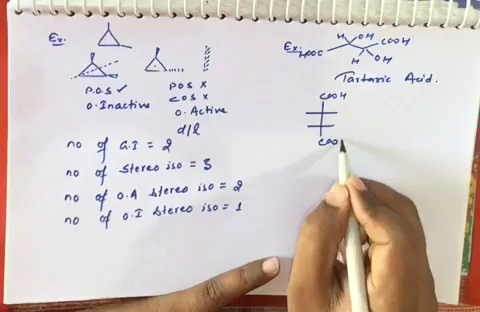 Ex.
P.O.S ✓
O.Inactive
POS x
COS x
O.Active
d/l
no of G.I = 2
no of Stereo iso = 3
no of O.A stereo iso = 2
no of O.I stereo iso = 1
Ex.
H OH
HOOC COOH
H OH
Tartaric Acid.
COOH
COO